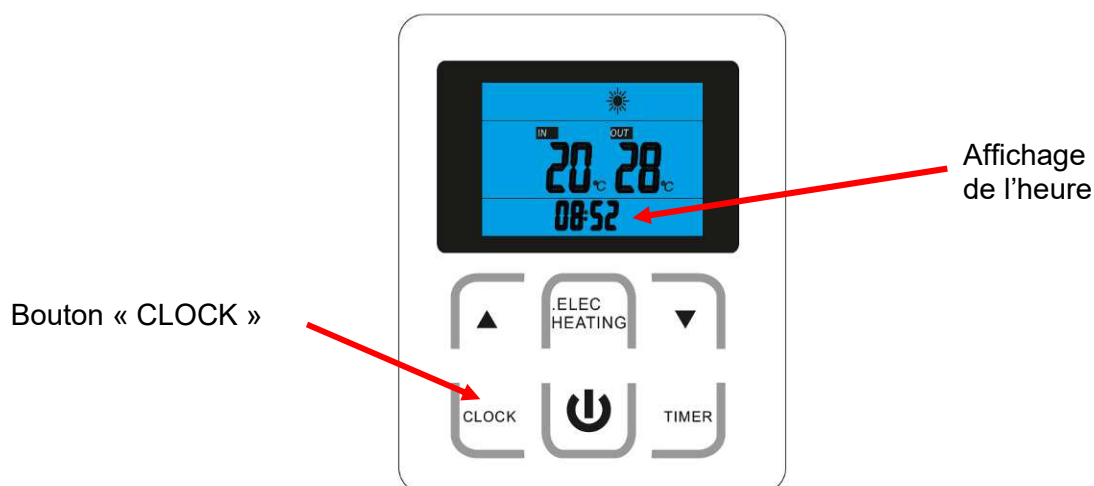 IN OUT
20 °C 28 °C
08:52
Affichage
de l’heure
Bouton « CLOCK »
▲ .ELEC
HEATING ▼
CLOCK TIMER